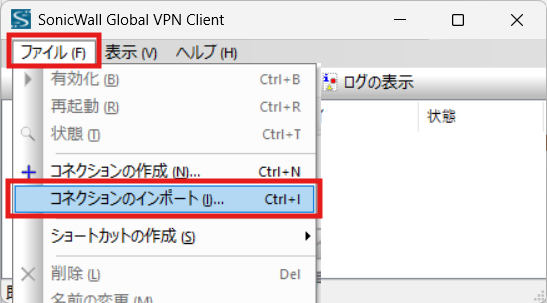 SonicWall Global VPN Client
ファイル (F) 表示 (V) ヘルプ (H)
有効化 (B) Ctrl+B
ログの表示
再起動 (R) Ctrl+R
状態
状態 (T) Ctrl+T
コネクションの作成 (N)... Ctrl+N
コネクションのインポート (I)... Ctrl+I
ショートカットの作成 (S)
削除 (L) Del
名前の変更 (M)